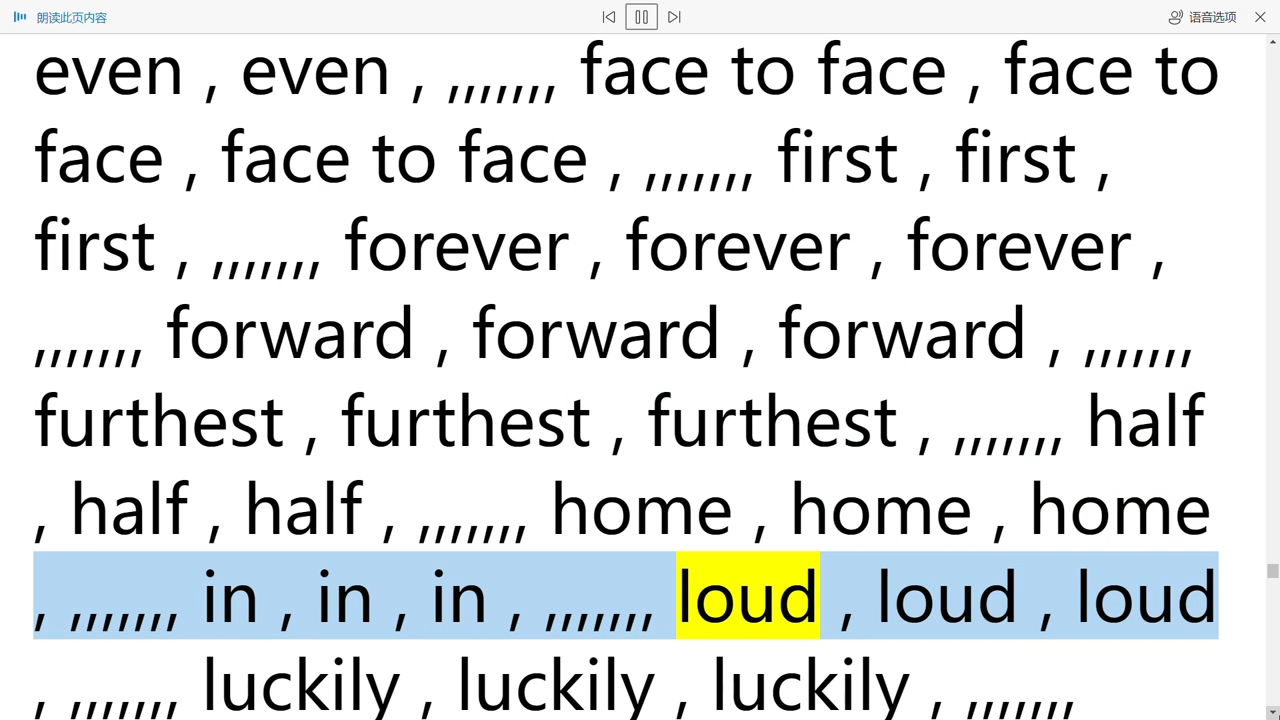 朗读此页内容 语音选项
even , even , ,,,,,,, face to face , face to
face , face to face , ,,,,,,, first , first ,
first , ,,,,,,, forever , forever , forever ,
,,,,,,, forward , forward , forward , ,,,,,,,
furthest , furthest , furthest , ,,,,,,, half
, half , half , ,,,,,,, home , home , home
, ,,,,,,, in , in , in , ,,,,,,, loud , loud , loud
, ,,,,,,, luckily , luckily , luckily , ,,,,,,,